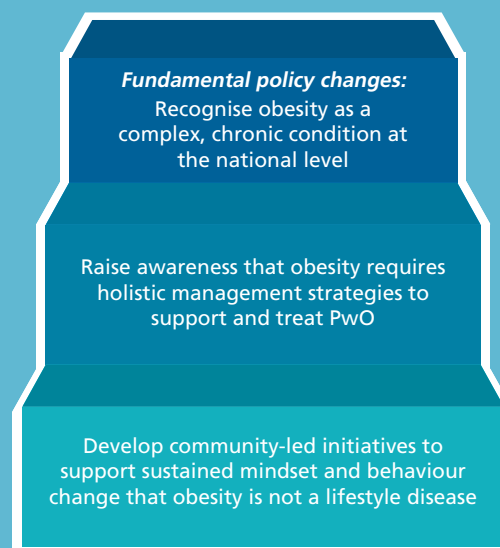 Fundamental policy changes:
Recognise obesity as a
complex, chronic condition at
the national level
Raise awareness that obesity requires
holistic management strategies to
support and treat PwO
Develop community-led initiatives to
support sustained mindset and behaviour
change that obesity is not a lifestyle disease